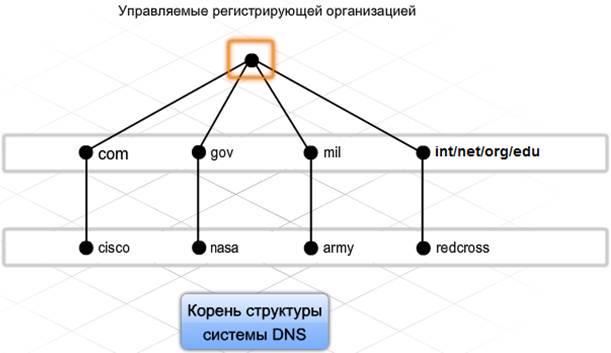 Управляемые регистрирующей организацией
com gov mil int/net/org/edu
cisco nasa army redcross
Корень структуры
системы DNS